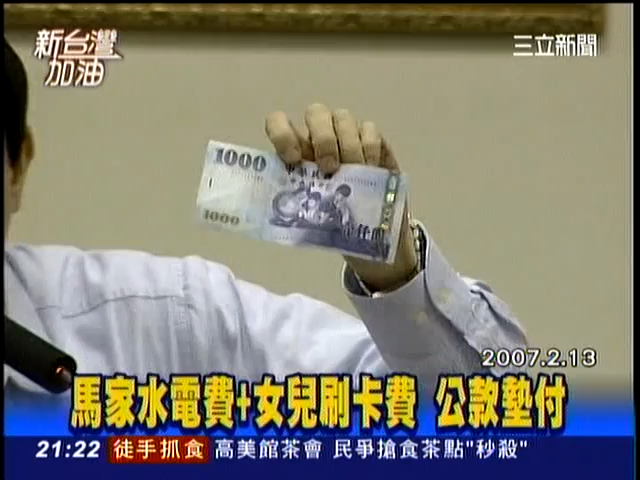 新台灣
加油
三立新聞
1000
1000
2007.2.13
馬家水電費+女兒刷卡費 公款墊付
21:22 徒手抓食 高美館茶會 民爭搶食茶點"秒殺"